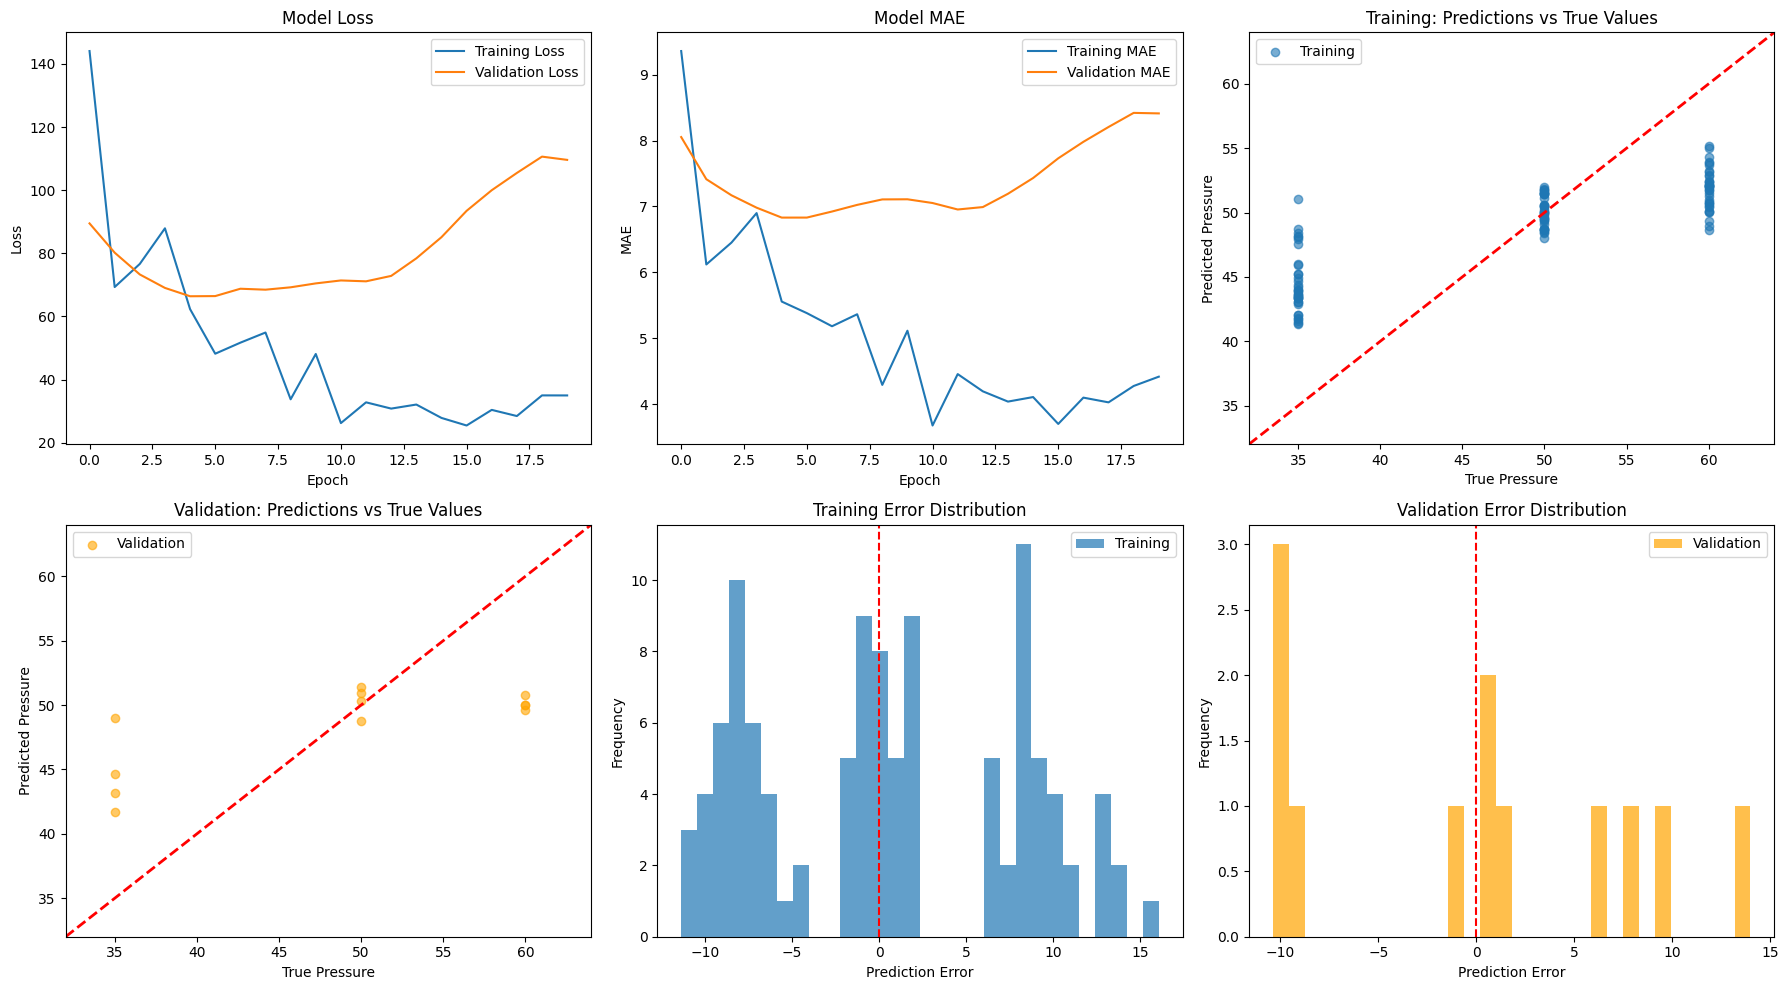 Model Loss
Training Loss
Validation Loss
140
120
100
80
60
40
20
Loss
0.0 2.5 5.0 7.5 10.0 12.5 15.0 17.5
Epoch
Model MAE
Training MAE
Validation MAE
9
8
7
6
5
4
MAE
0.0 2.5 5.0 7.5 10.0 12.5 15.0 17.5
Epoch
Training: Predictions vs True Values
Training
60
55
50
45
40
35
Predicted Pressure
35 40 45 50 55 60
True Pressure
Validation: Predictions vs True Values
Validation
60
55
50
45
40
35
Predicted Pressure
35 40 45 50 55 60
True Pressure
Training Error Distribution
Training
10
8
6
4
2
0
Frequency
−10 −5 0 5 10 15
Prediction Error
Validation Error Distribution
Validation
3.0
2.5
2.0
1.5
1.0
0.5
0.0
Frequency
−10 −5 0 5 10 15
Prediction Error